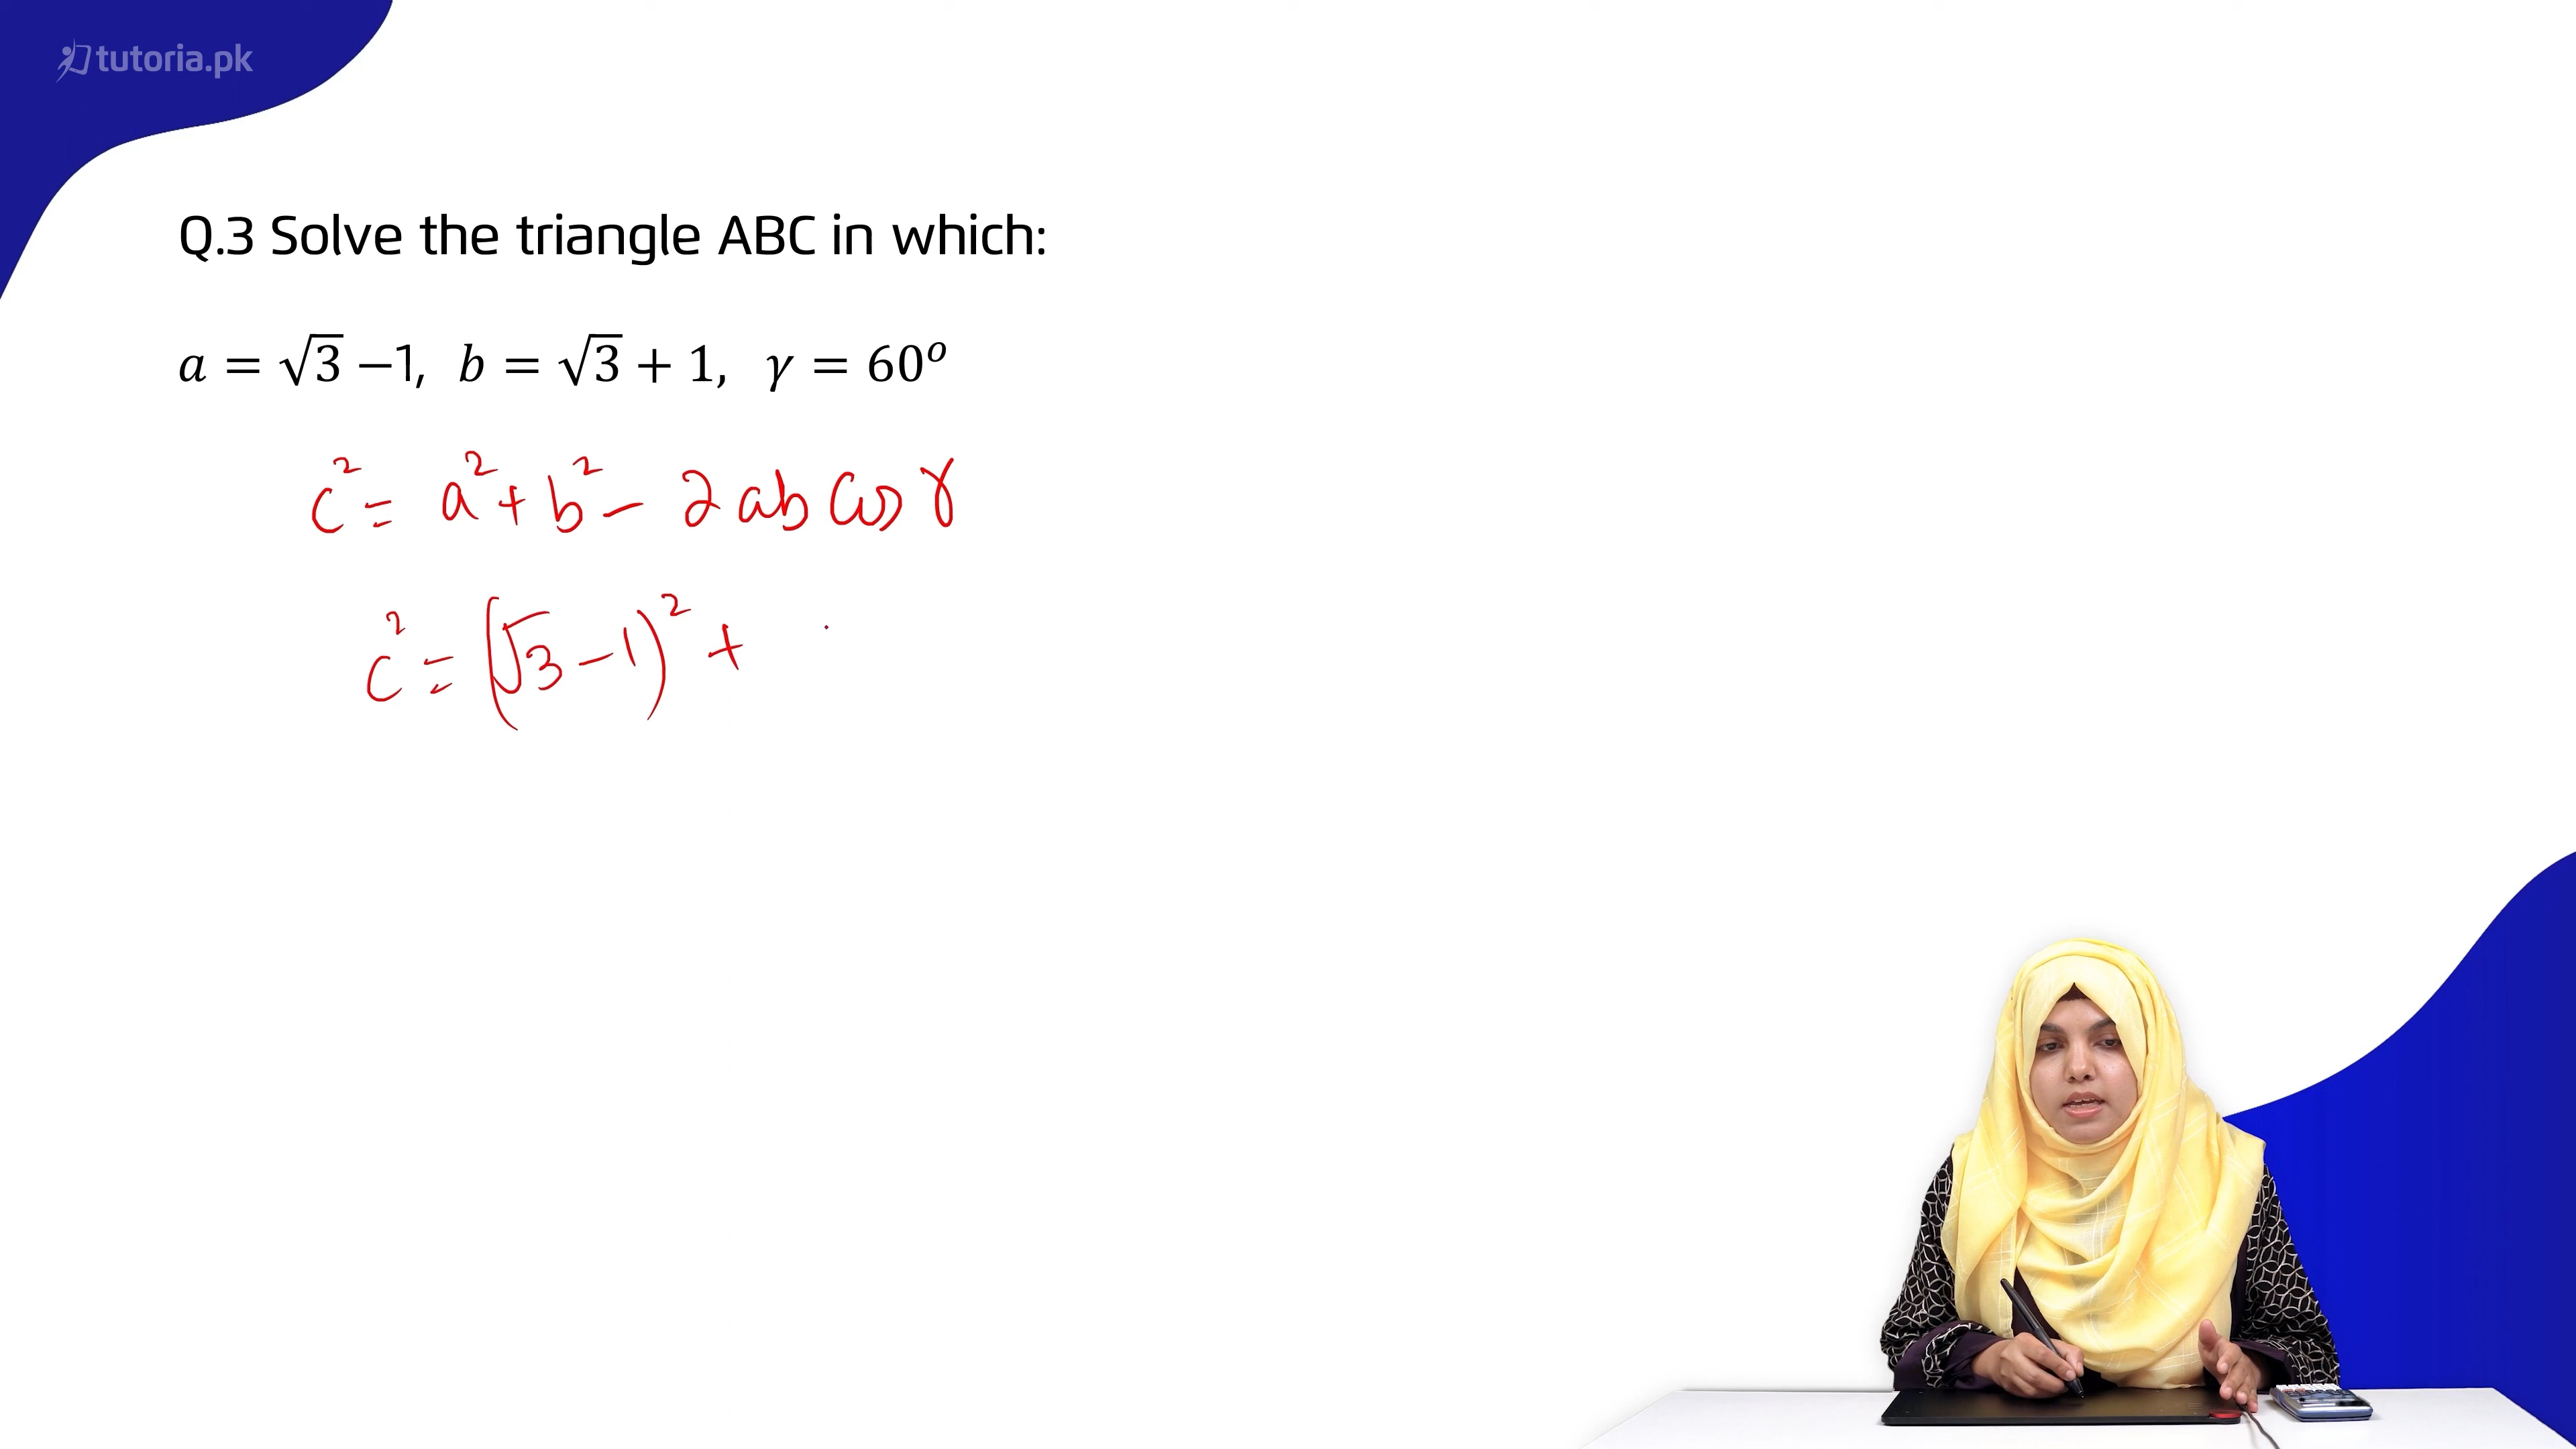 tutoria.pk
Q.3 Solve the triangle ABC in which:
a = √3 −1, b = √3 + 1, γ = 60º
c² = a² + b² − 2ab Cos γ
c² = (√3 − 1)² +